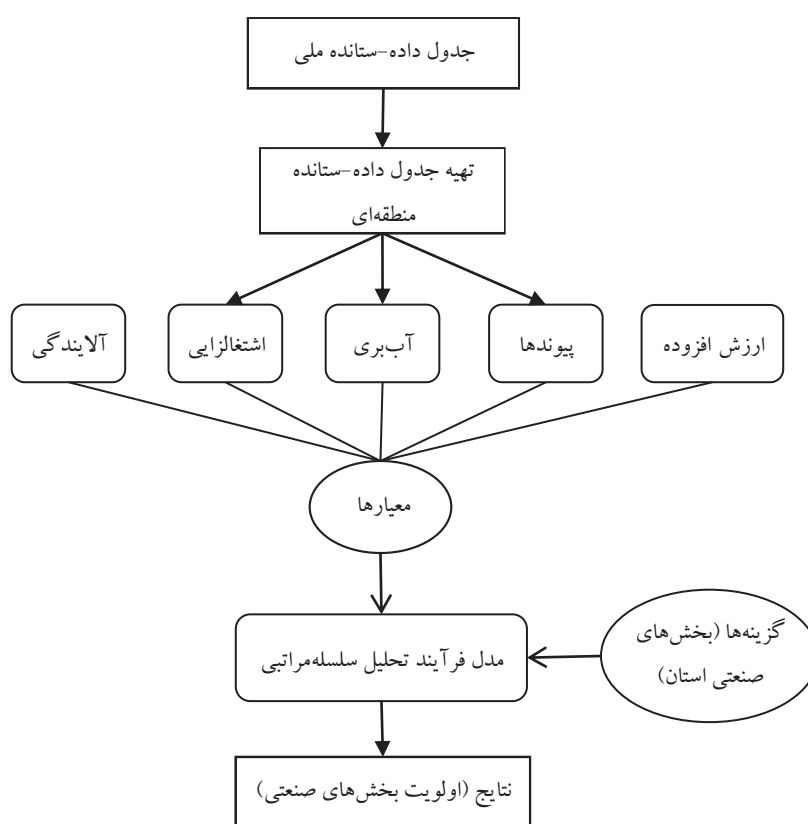 جدول داده-ستانده ملی
تهیه جدول داده-ستانده
منطقه‌ای
ارزش افزوده
پیوندها
آب‌بری
اشتغالزایی
آلایندگی
معیارها
گزینه‌ها (بخش‌های
صنعتی استان)
مدل فرآیند تحلیل سلسله‌مراتبی
نتایج (اولویت بخش‌های صنعتی)